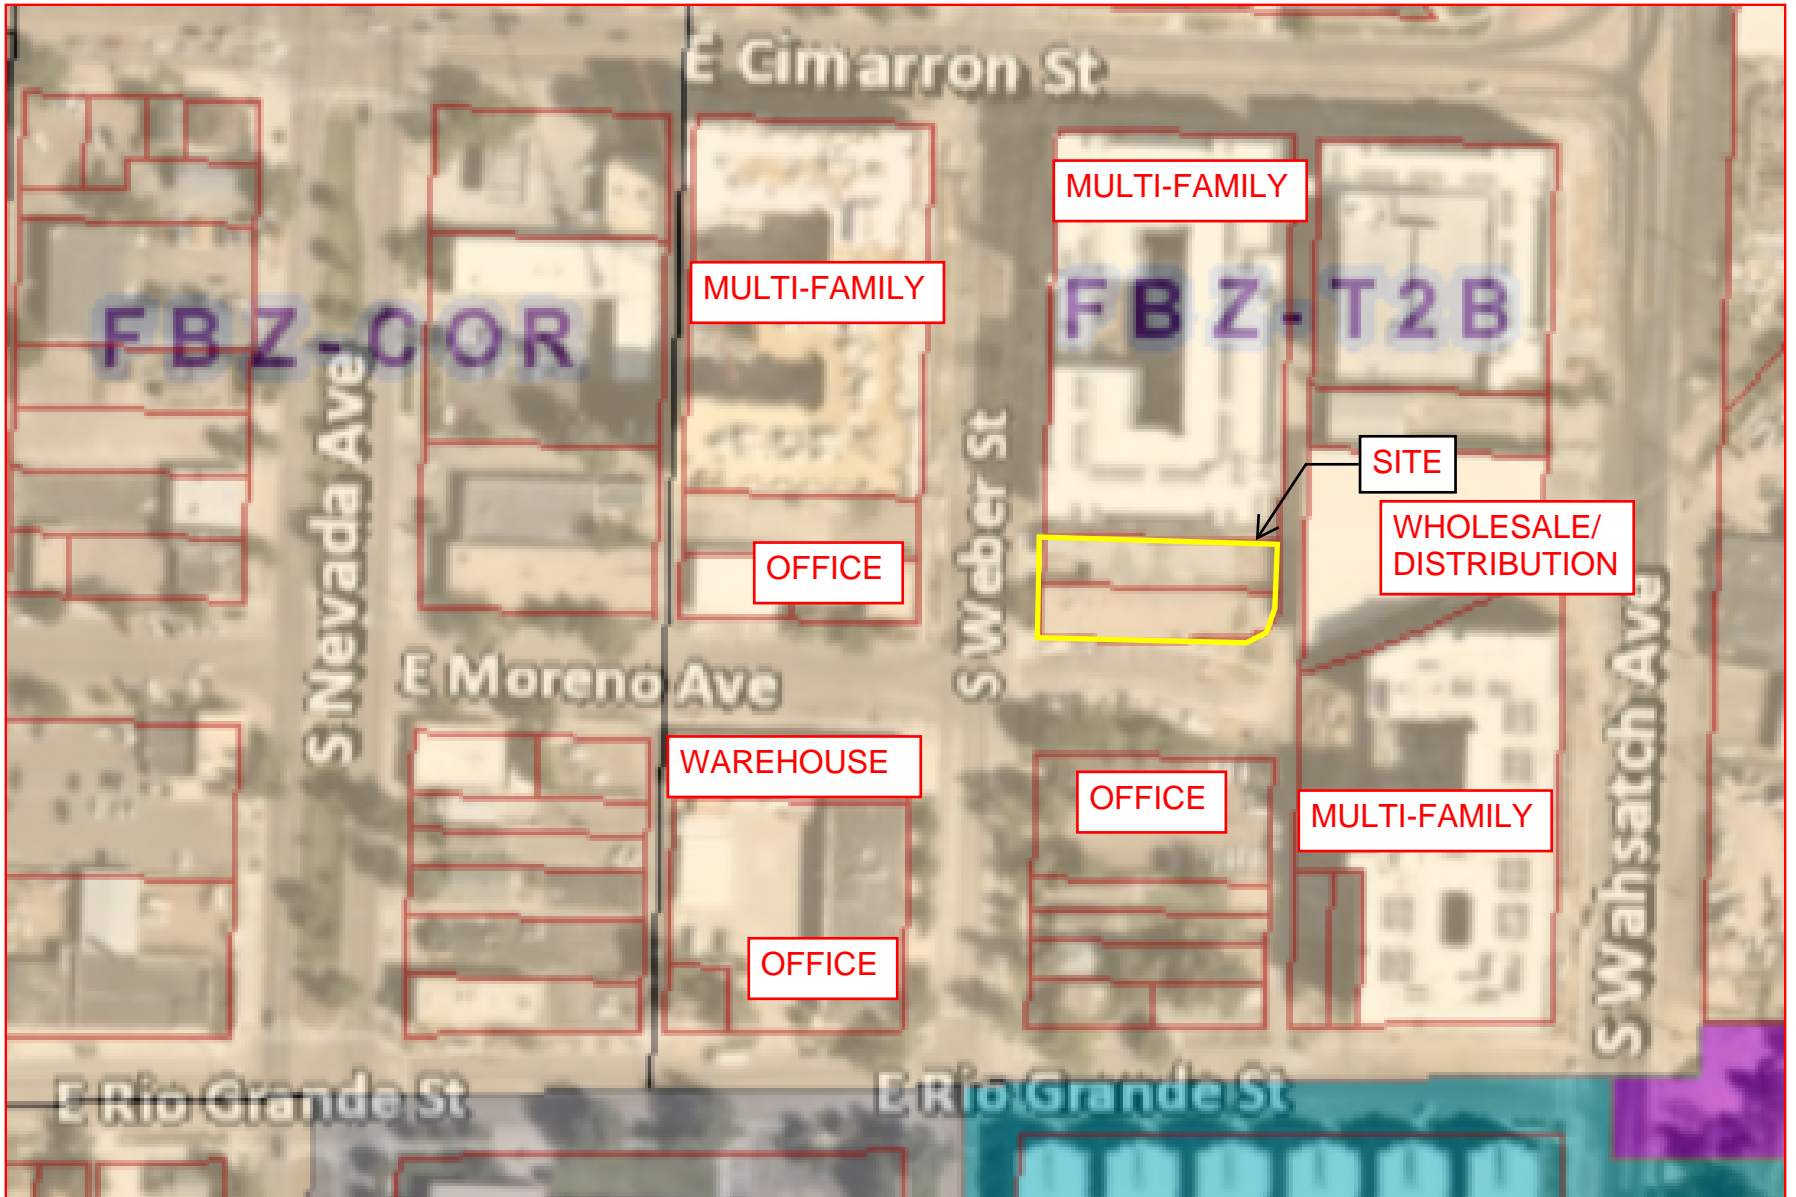 E Cimarron St
MULTI-FAMILY
MULTI-FAMILY
FBZ-COR
FBZ-T2B
S Nevada Ave
S Weber St
SITE
WHOLESALE/
DISTRIBUTION
OFFICE
E Moreno Ave
S Wahsatch Ave
WAREHOUSE
OFFICE
MULTI-FAMILY
OFFICE
E Rio Grande St
E Rio Grande St